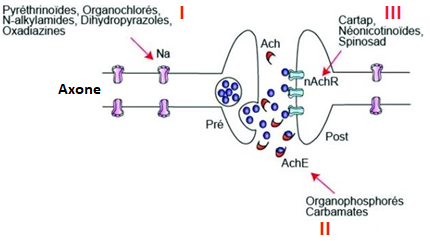 Pyréthrinoïdes, Organochlorés, I
N-alkylamides, Dihydropyrazoles,
Oxadiazines
Na
Axone
Pré
Ach
nAchR
AchE
Post
III
Cartap,
Néonicotinoïdes,
Spinosad
Organophosphorés
Carbamates
II